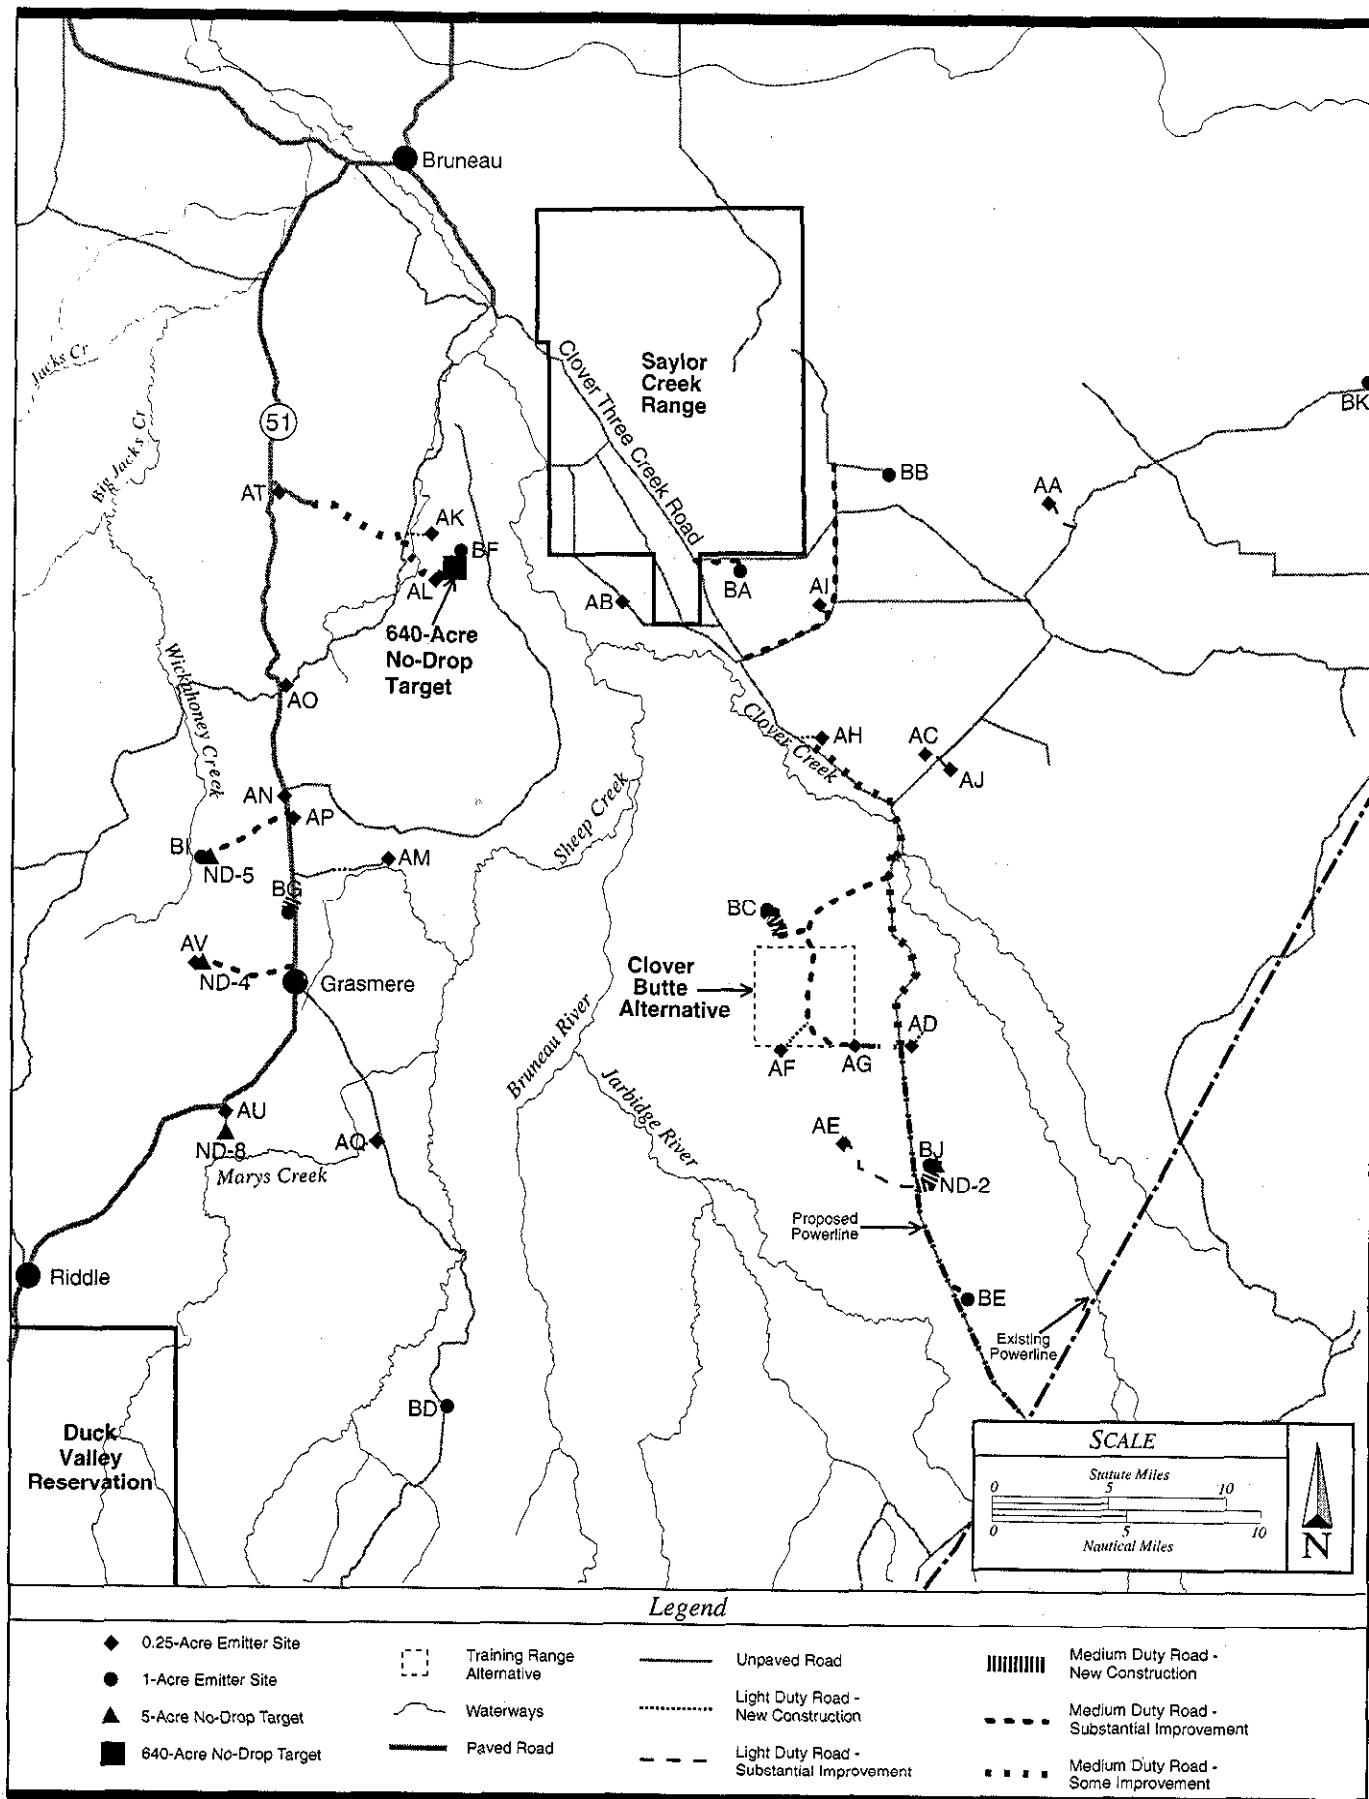 Bruneau
Saylor
Creek
Range
Clover Three Creek Road
Jacks Cr
51
Big Jacks Cr
BK
BB
AA
AT
AK
BF
AL
BA
AI
AB
640-Acre
No-Drop
Target
Wickahoney Creek
AO
Clover Creek
AH
AC
AJ
AN
AP
Sheep Creek
BI
ND-5
AM
BG
BC
AV
ND-4
Grasmere
Clover
Butte
Alternative
AD
AF
AG
Bruneau River
Jarbidge River
AU
ND-8
AQ
Marys Creek
AE
BJ
ND-2
Proposed
Powerline
Riddle
BE
Existing
Powerline
BD
Duck
Valley
Reservation
SCALE
Statute Miles
0 5 10
0 5 10
Nautical Miles
N
Legend
0.25-Acre Emitter Site
1-Acre Emitter Site
5-Acre No-Drop Target
640-Acre No-Drop Target
Training Range
Alternative
Waterways
Paved Road
Unpaved Road
Light Duty Road -
New Construction
Light Duty Road -
Substantial Improvement
Medium Duty Road -
New Construction
Medium Duty Road -
Substantial Improvement
Medium Duty Road -
Some Improvement